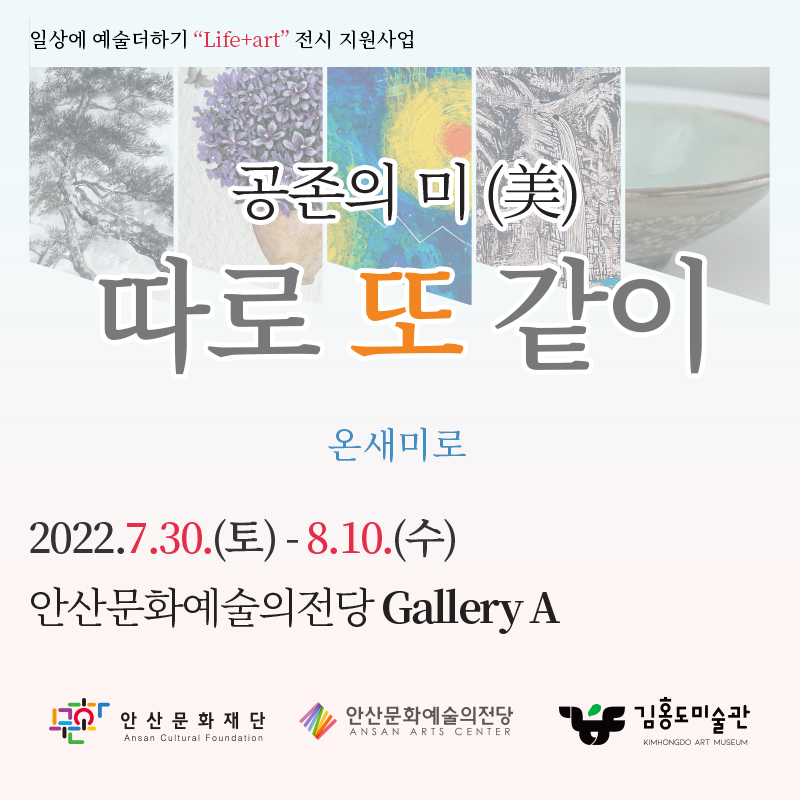 일상에 예술더하기 “Life+art” 전시 지원사업
공존의 미 (美)
따로 또 같이
온새미로
2022.7.30.(토) - 8.10.(수)
안산문화예술의전당 Gallery A
안산문화재단
Ansan Cultural Foundation
안산문화예술의전당
ANSAN ARTS CENTER
김홍도미술관
KIMHONGDO ART MUSEUM